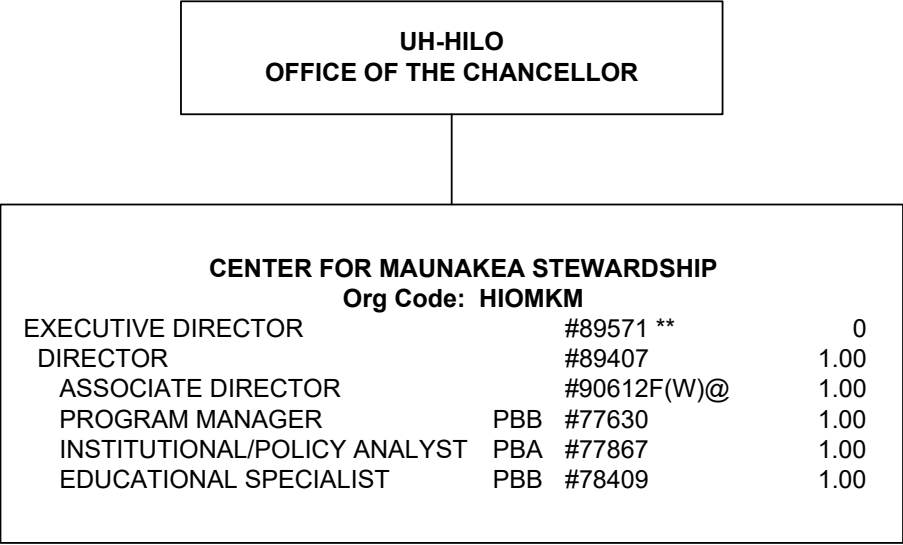 UH-HILO
OFFICE OF THE CHANCELLOR
CENTER FOR MAUNAKEA STEWARDSHIP
Org Code: HIOMKM
EXECUTIVE DIRECTOR #89571 ** 0
DIRECTOR #89407 1.00
ASSOCIATE DIRECTOR #90612F(W)@ 1.00
PROGRAM MANAGER PBB #77630 1.00
INSTITUTIONAL/POLICY ANALYST PBA #77867 1.00
EDUCATIONAL SPECIALIST PBB #78409 1.00